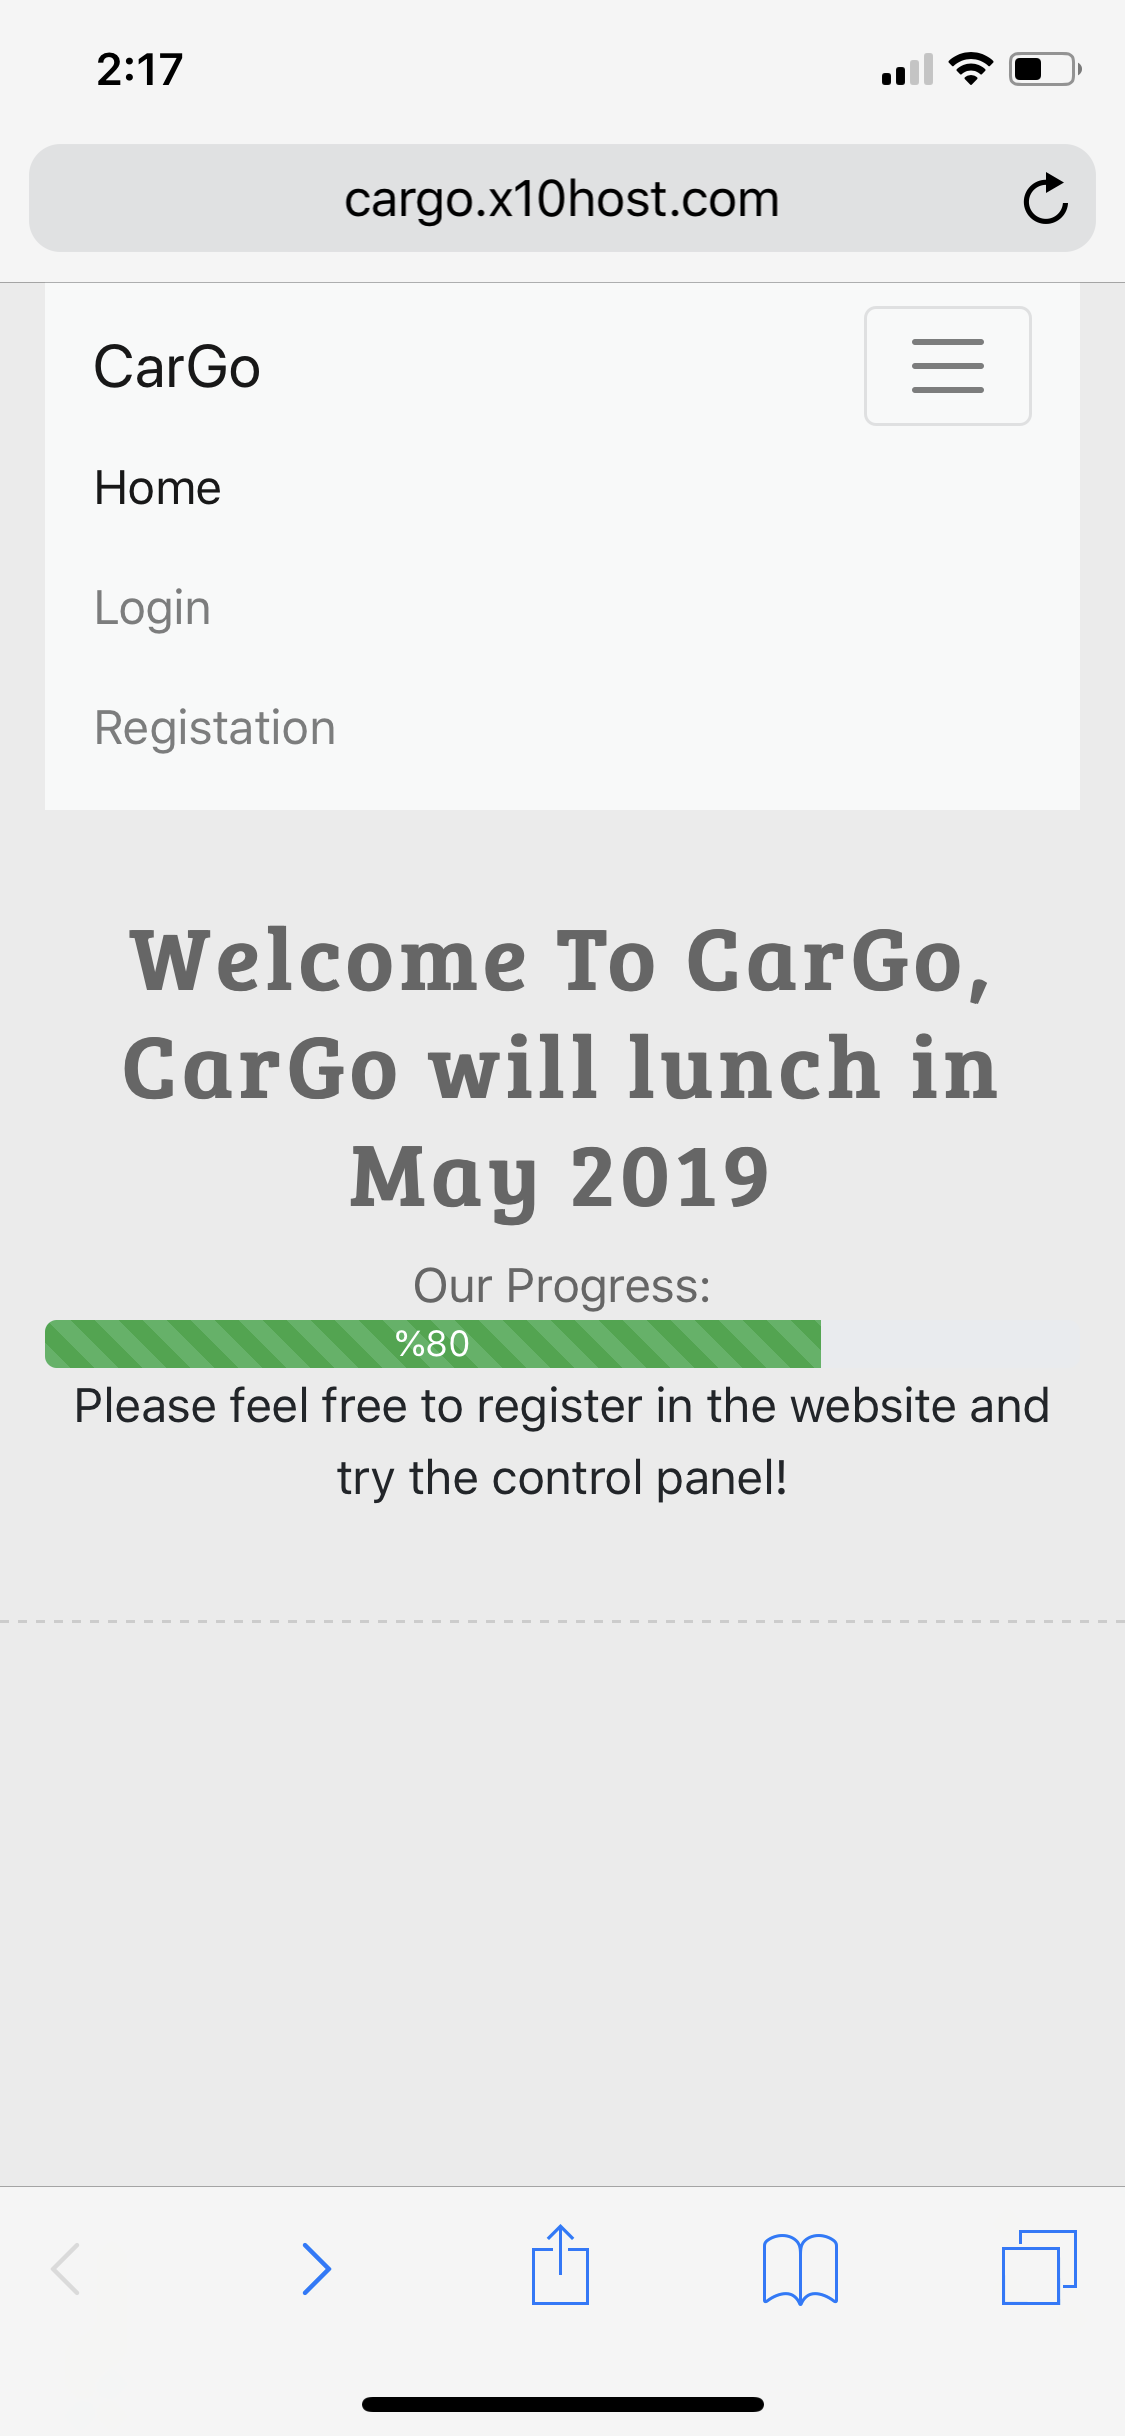 2:17
cargo.x10host.com
CarGo
Home
Login
Registation
Welcome To CarGo,
CarGo will lunch in
May 2019
Our Progress:
%80
Please feel free to register in the website and
try the control panel!